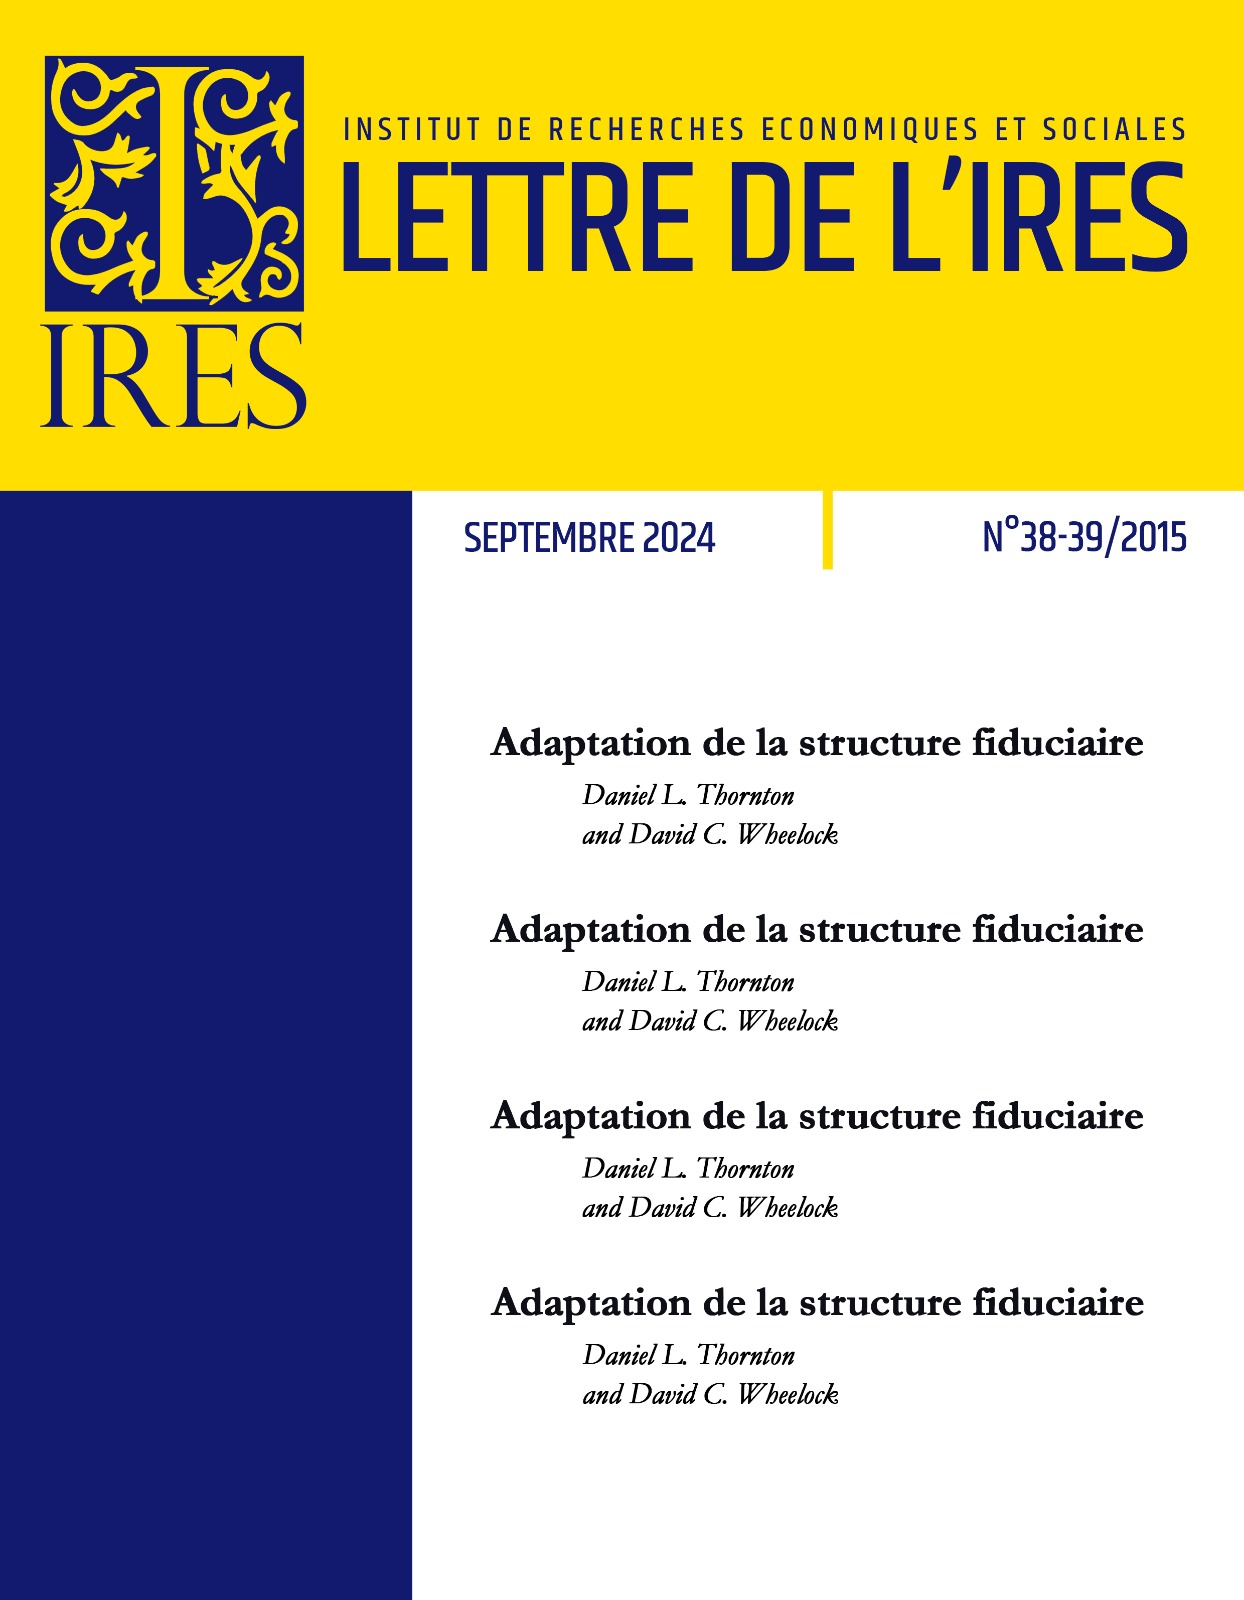 INSTITUT DE RECHERCHES ECONOMIQUES ET SOCIALES
LETTRE DE L'IRES
IRES
SEPTEMBRE 2024
N°38-39/2015
Adaptation de la structure fiduciaire
Daniel L. Thornton
and David C. Wheelock
Adaptation de la structure fiduciaire
Daniel L. Thornton
and David C. Wheelock
Adaptation de la structure fiduciaire
Daniel L. Thornton
and David C. Wheelock
Adaptation de la structure fiduciaire
Daniel L. Thornton
and David C. Wheelock